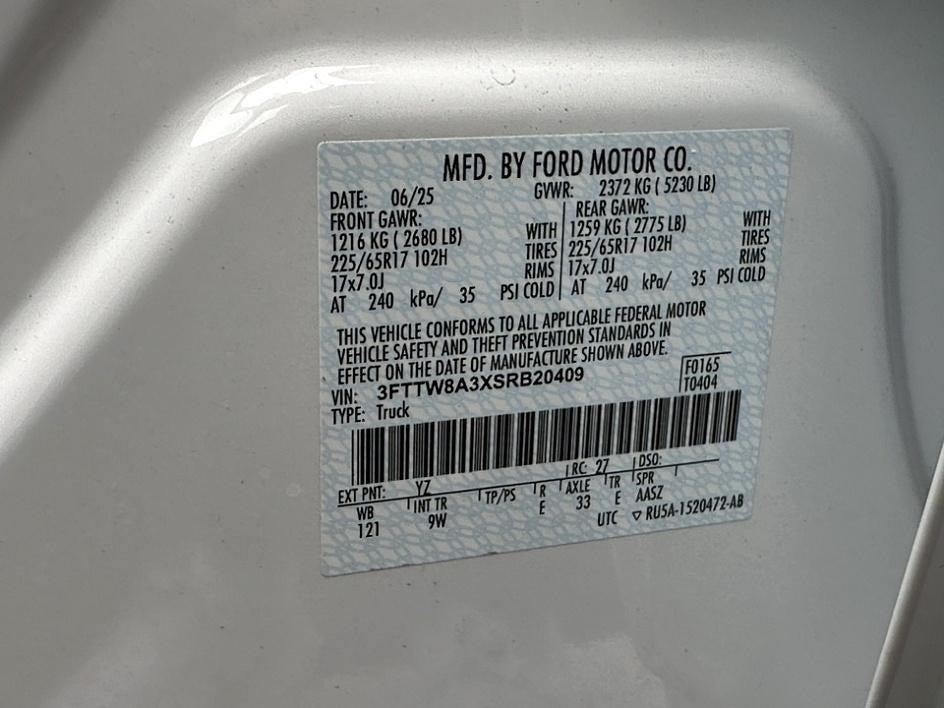 MFD. BY FORD MOTOR CO.
DATE: 06/25 GVWR: 2372 KG ( 5230 LB)
FRONT GAWR:
1216 KG ( 2680 LB) WITH
225/65R17 102H TIRES
17x7.0J RIMS
AT 240 kPa/ 35 PSI COLD
REAR GAWR:
1259 KG ( 2775 LB) WITH
225/65R17 102H TIRES
17x7.0J RIMS
AT 240 kPa/ 35 PSI COLD
THIS VEHICLE CONFORMS TO ALL APPLICABLE FEDERAL MOTOR
VEHICLE SAFETY AND THEFT PREVENTION STANDARDS IN
EFFECT ON THE DATE OF MANUFACTURE SHOWN ABOVE.
VIN: 3FTTW8A3XSRB20409
F0165
T0404
TYPE: Truck
EXT PNT: YZ RC: 27 DSO:
WB INT TR TP/PS R AXLE TR SPR
121 9W E 33 E AASZ
UTC ▽ RU5A-1520472-AB